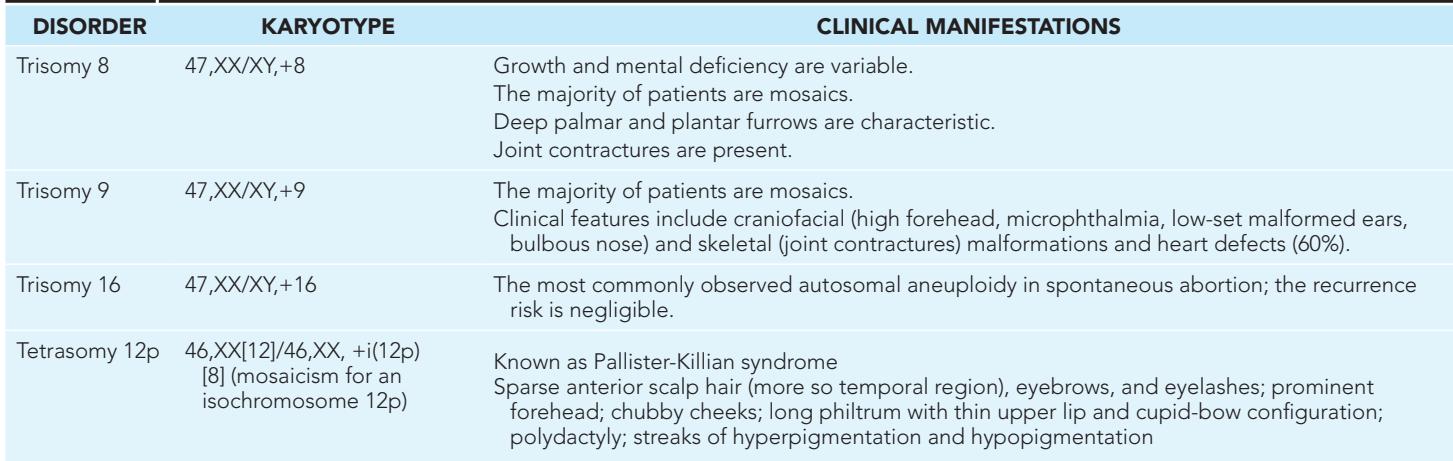 DISORDER KARYOTYPE CLINICAL MANIFESTATIONS
Trisomy 8 47,XX/XY,+8 Growth and mental deficiency are variable.
The majority of patients are mosaics.
Deep palmar and plantar furrows are characteristic.
Joint contractures are present.
Trisomy 9 47,XX/XY,+9 The majority of patients are mosaics.
Clinical features include craniofacial (high forehead, microphthalmia, low-set malformed ears,
bulbous nose) and skeletal (joint contractures) malformations and heart defects (60%).
Trisomy 16 47,XX/XY,+16 The most commonly observed autosomal aneuploidy in spontaneous abortion; the recurrence
risk is negligible.
Tetrasomy 12p 46,XX[12]/46,XX, +i(12p)
[8] (mosaicism for an
isochromosome 12p)
Known as Pallister-Killian syndrome
Sparse anterior scalp hair (more so temporal region), eyebrows, and eyelashes; prominent
forehead; chubby cheeks; long philtrum with thin upper lip and cupid-bow configuration;
polydactyly; streaks of hyperpigmentation and hypopigmentation